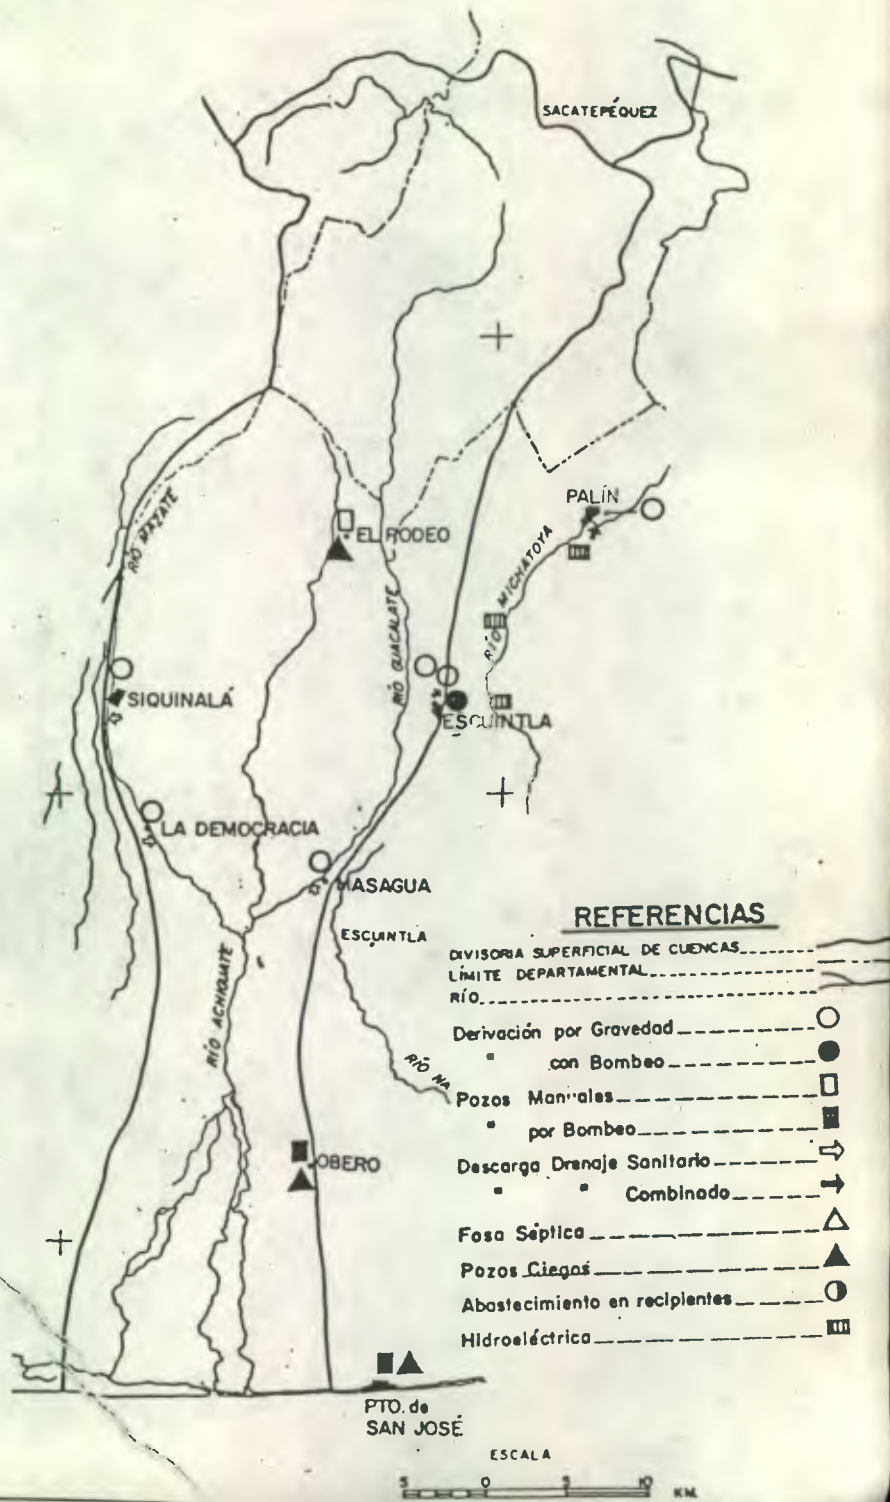 SACATEPÉQUEZ
PALÍN
RÍO MAZATE
EL RODEO
RÍO MICHATOYA
RÍO GUACALATE
SIQUINALÁ
ESCUINTLA
LA DEMOCRACIA
MASAGUA
ESCUINTLA
RÍO ACHIGUATE
RÍO NA
OBERO
PTO. de
SAN JOSÉ
REFERENCIAS
DIVISORIA SUPERFICIAL DE CUENCAS
LÍMITE DEPARTAMENTAL
RÍO
Derivación por Gravedad
" con Bombeo
Pozos Manuales
" por Bombeo
Descarga Drenaje Sanitario
" " Combinado
Fosa Séptica
Pozos Ciegos
Abastecimiento en recipientes
Hidroeléctrica
ESCALA
5 0 5 10 KM.